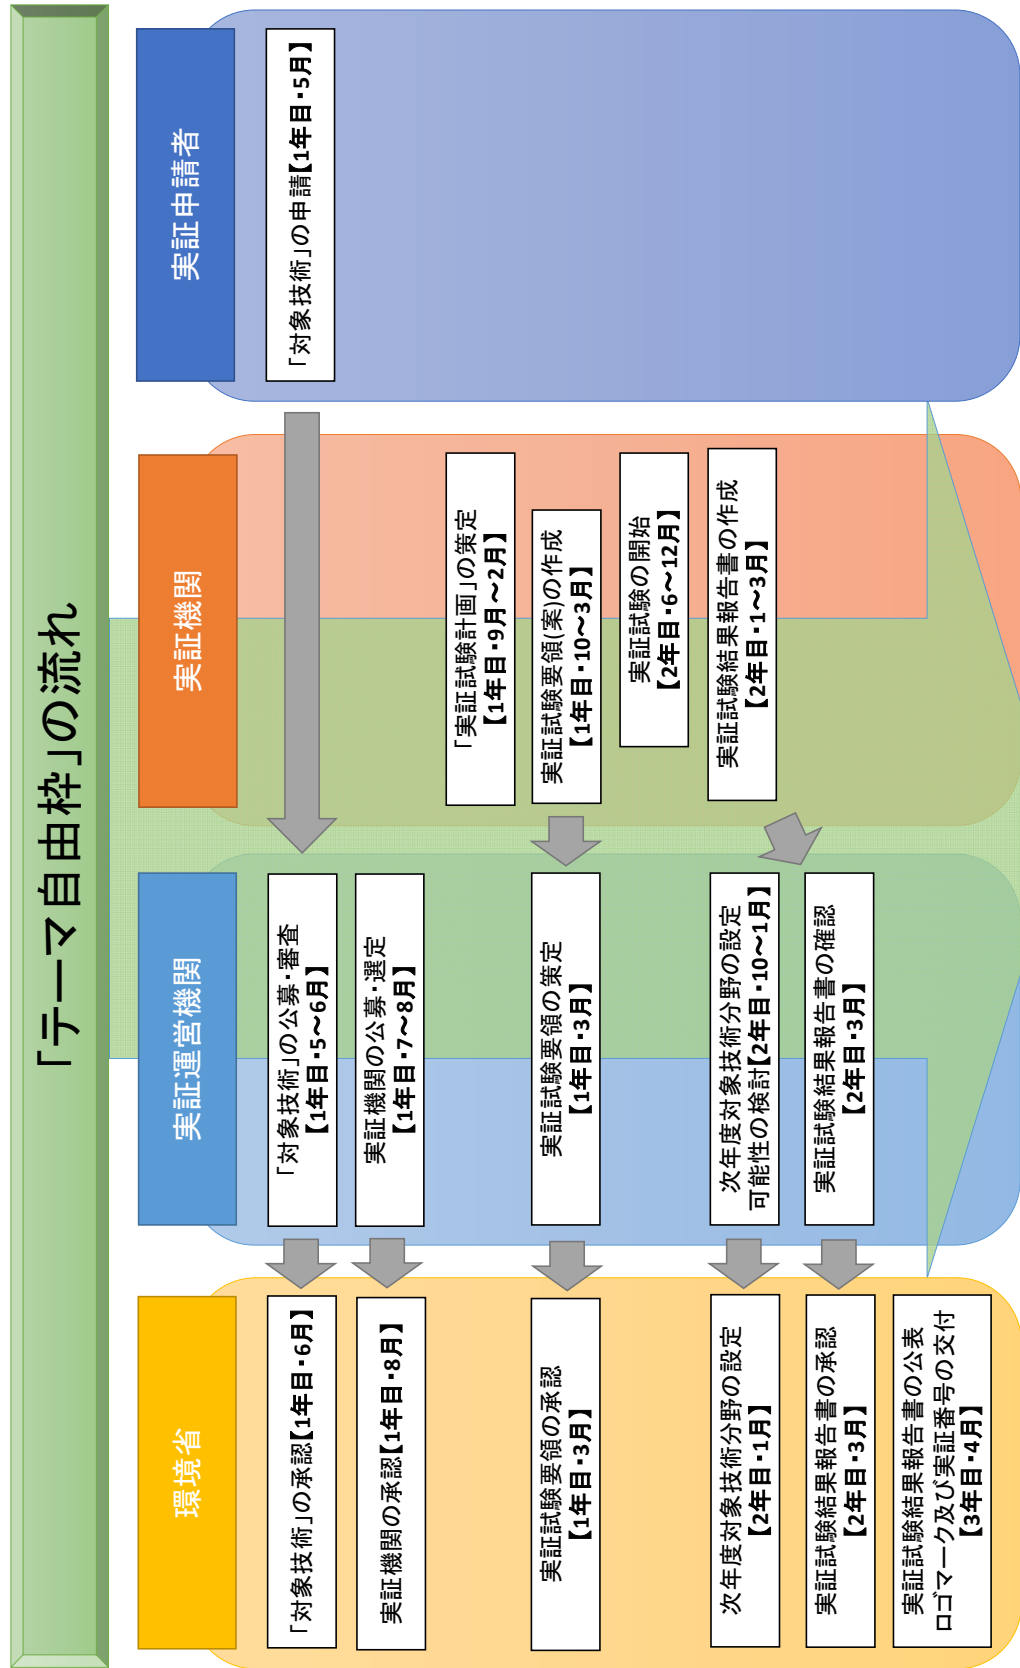 「テーマ自由枠」の流れ
環境省
「対象技術」の承認【1年目・6月】
実証機関の承認【1年目・8月】
実証試験要領の承認
【1年目・3月】
次年度対象技術分野の設定
【2年目・1月】
実証試験結果報告書の承認
【2年目・3月】
実証試験結果報告書の公表
ロゴマーク及び実証番号の交付
【3年目・4月】
実証運営機関
「対象技術」の公募・審査
【1年目・5～6月】
実証機関の公募・選定
【1年目・7～8月】
実証試験要領の策定
【1年目・3月】
次年度対象技術分野の設定
可能性の検討【2年目・10～1月】
実証試験結果報告書の確認
【2年目・3月】
実証機関
「実証試験計画」の策定
【1年目・9月～2月】
実証試験要領(案)の作成
【1年目・10～3月】
実証試験の開始
【2年目・6～12月】
実証試験結果報告書の作成
【2年目・1～3月】
実証申請者
「対象技術」の申請【1年目・5月】